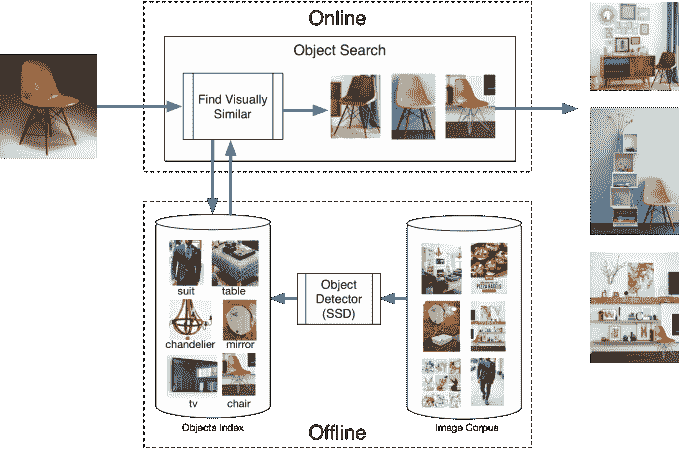 Online
Object Search
Find Visually
Similar
suit
table
chandelier
mirror
tv
chair
Object
Detector
(SSD)
Objects Index
Image Corpus
Offline